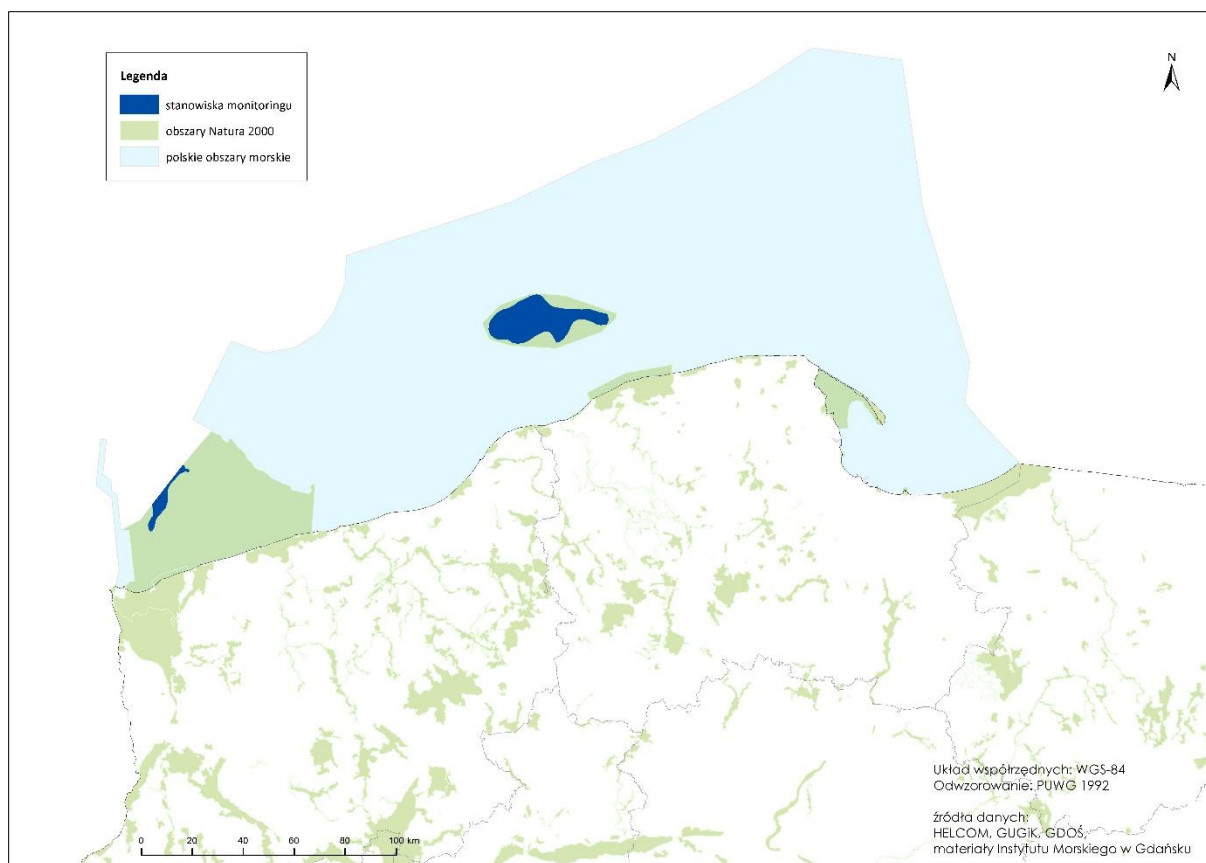 N
Legenda
stanowiska monitoringu
obszary Natura 2000
polskie obszary morskie
Układ współrzędnych: WGS-84
Odwzorowanie: PUWG 1992
źródła danych:
HELCOM, GUGiK, GDOŚ,
materiały Instytutu Morskiego w Gdańsku
0 20 40 60 80 100 km